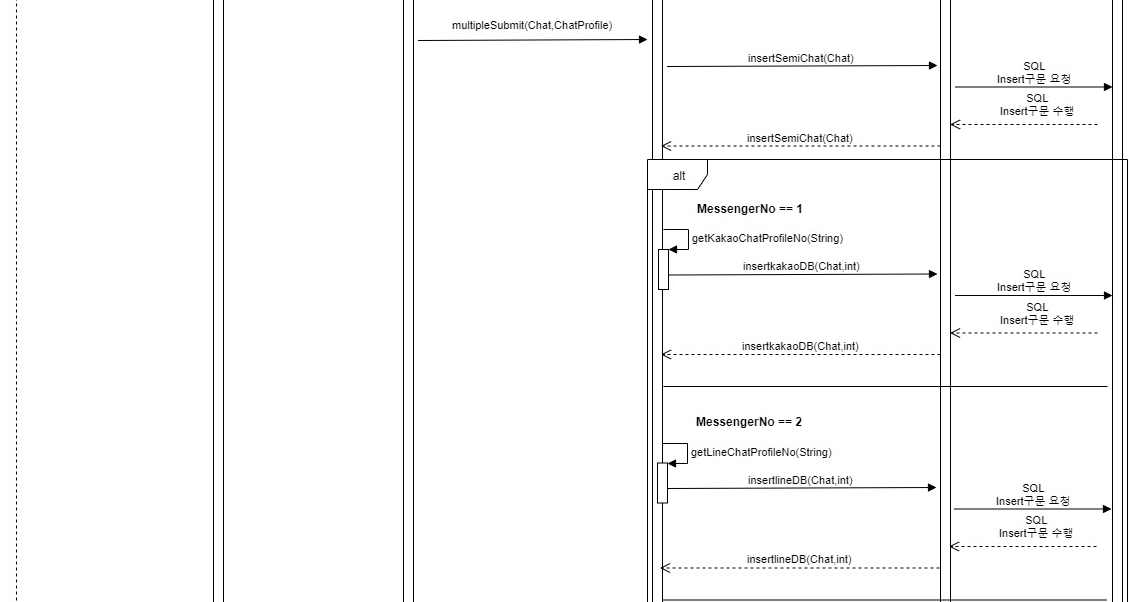 multipleSubmit(Chat,ChatProfile)
insertSemiChat(Chat)
SQL
Insert구문 요청
SQL
Insert구문 수행
insertSemiChat(Chat)
alt
MessengerNo == 1
getKakaoChatProfileNo(String)
insertkakaoDB(Chat,int)
SQL
Insert구문 요청
SQL
Insert구문 수행
insertkakaoDB(Chat,int)
MessengerNo == 2
getLineChatProfileNo(String)
insertlineDB(Chat,int)
SQL
Insert구문 요청
SQL
Insert구문 수행
insertlineDB(Chat,int)